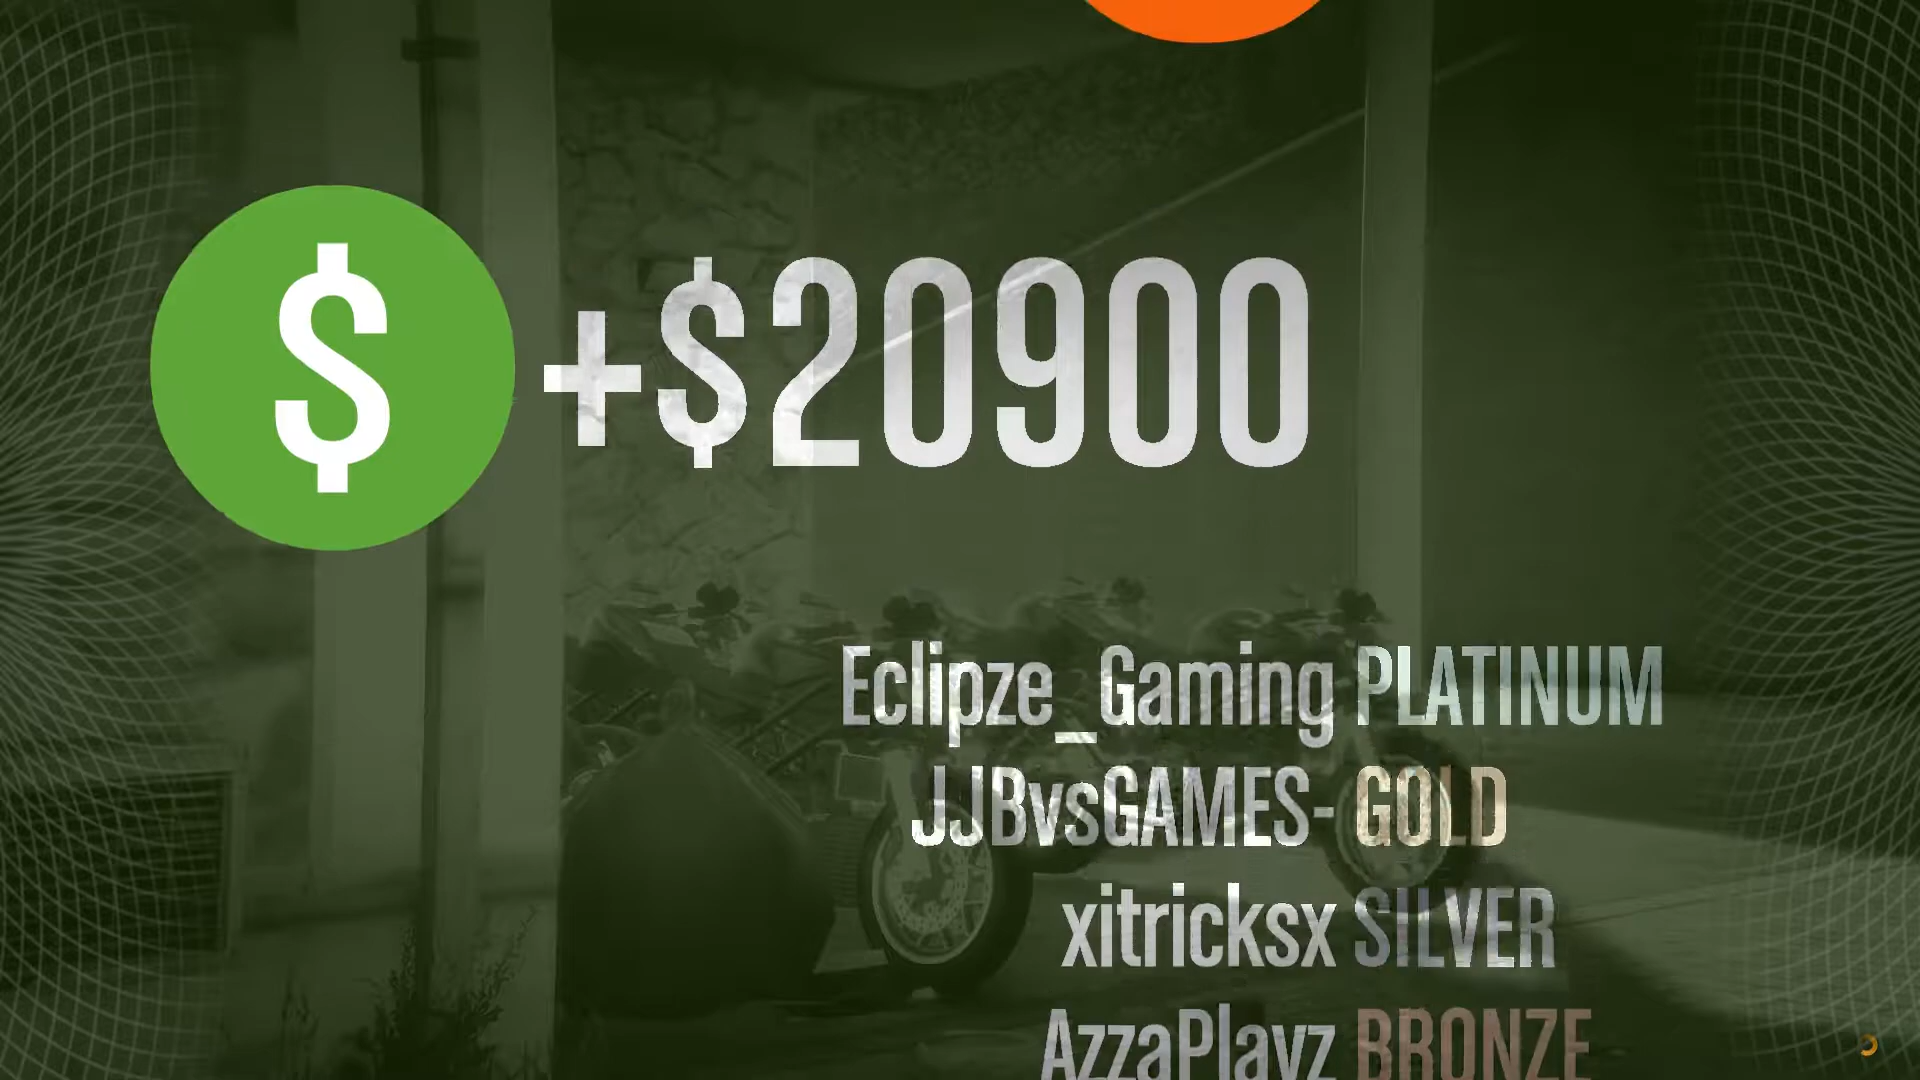 $
+$20900
Eclipze_Gaming PLATINUM
JJBvsGAMES- GOLD
xitricksx SILVER
AzzaPlayz BRONZE